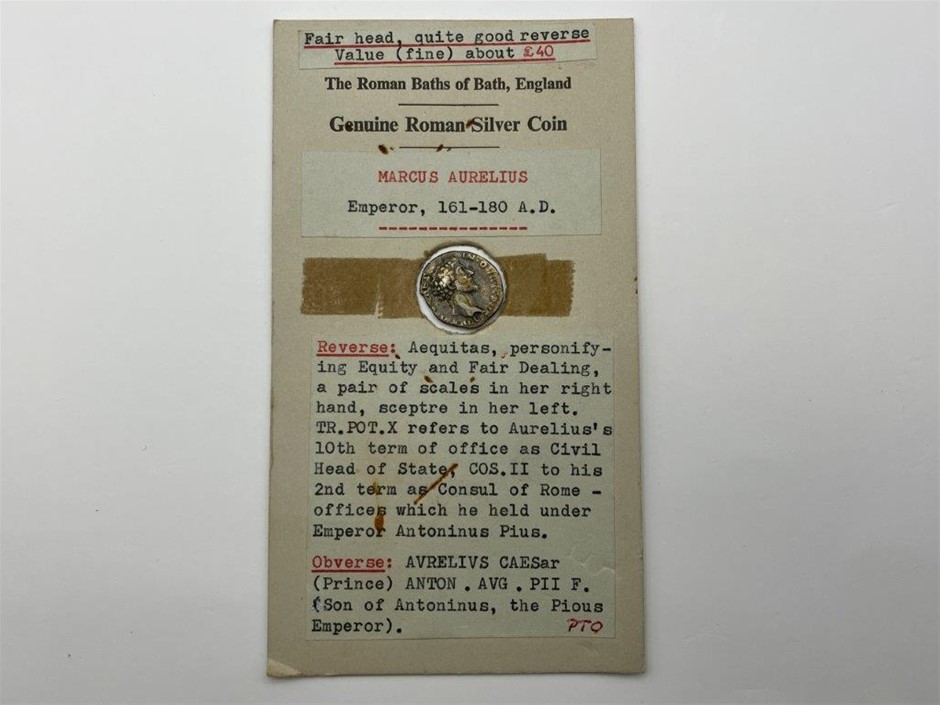 Fair head, quite good reverse
Value (fine) about £40
The Roman Baths of Bath, England
Genuine Roman Silver Coin
MARCUS AURELIUS
Emperor, 161-180 A.D.
Reverse: Aequitas, personify-
ing Equity and Fair Dealing,
a pair of scales in her right
hand, sceptre in her left.
TR.POT.X refers to Aurelius's
10th term of office as Civil
Head of State, COS.II to his
2nd term as Consul of Rome -
offices which he held under
Emperor Antoninus Pius.
Obverse: AVRELIVS CAESar
(Prince) ANTON . AVG . PII F.
(Son of Antoninus, the Pious
Emperor).
PTO